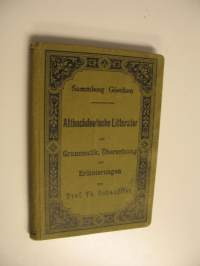 Sammlung Göschen
Althochdeutsche Litteratur
mit
Grammatik, Übersetzung
und
Erläuterungen
von
Prof. Th. Schauffler